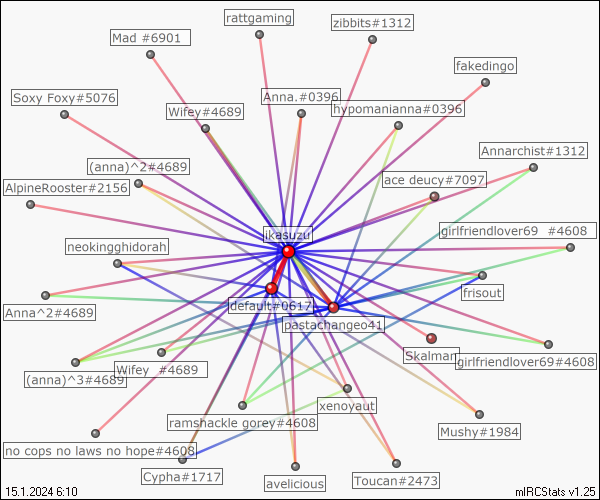 rattgaming
zibbits#1312
Mad #6901
fakedingo
Soxy Foxy#5076
Anna.#0396
Wifey#4689
hypomanianna#0396
Annarchist#1312
(anna)^2#4689
ace deucy#7097
AlpineRooster#2156
ikasuzu
girlfriendlover69 #4608
neokingghidorah
frisout
default#0617
Anna^2#4689
pastachangeo41
Skalman
girlfriendlover69#4608
Wifey #4689
(anna)^3#4689
xenoyaut
ramshackle gorey#4608
Mushy#1984
no cops no laws no hope#4608
Cypha#1717
avelicious
Toucan#2473
15.1.2024 6:10
mIRCStats v1.25